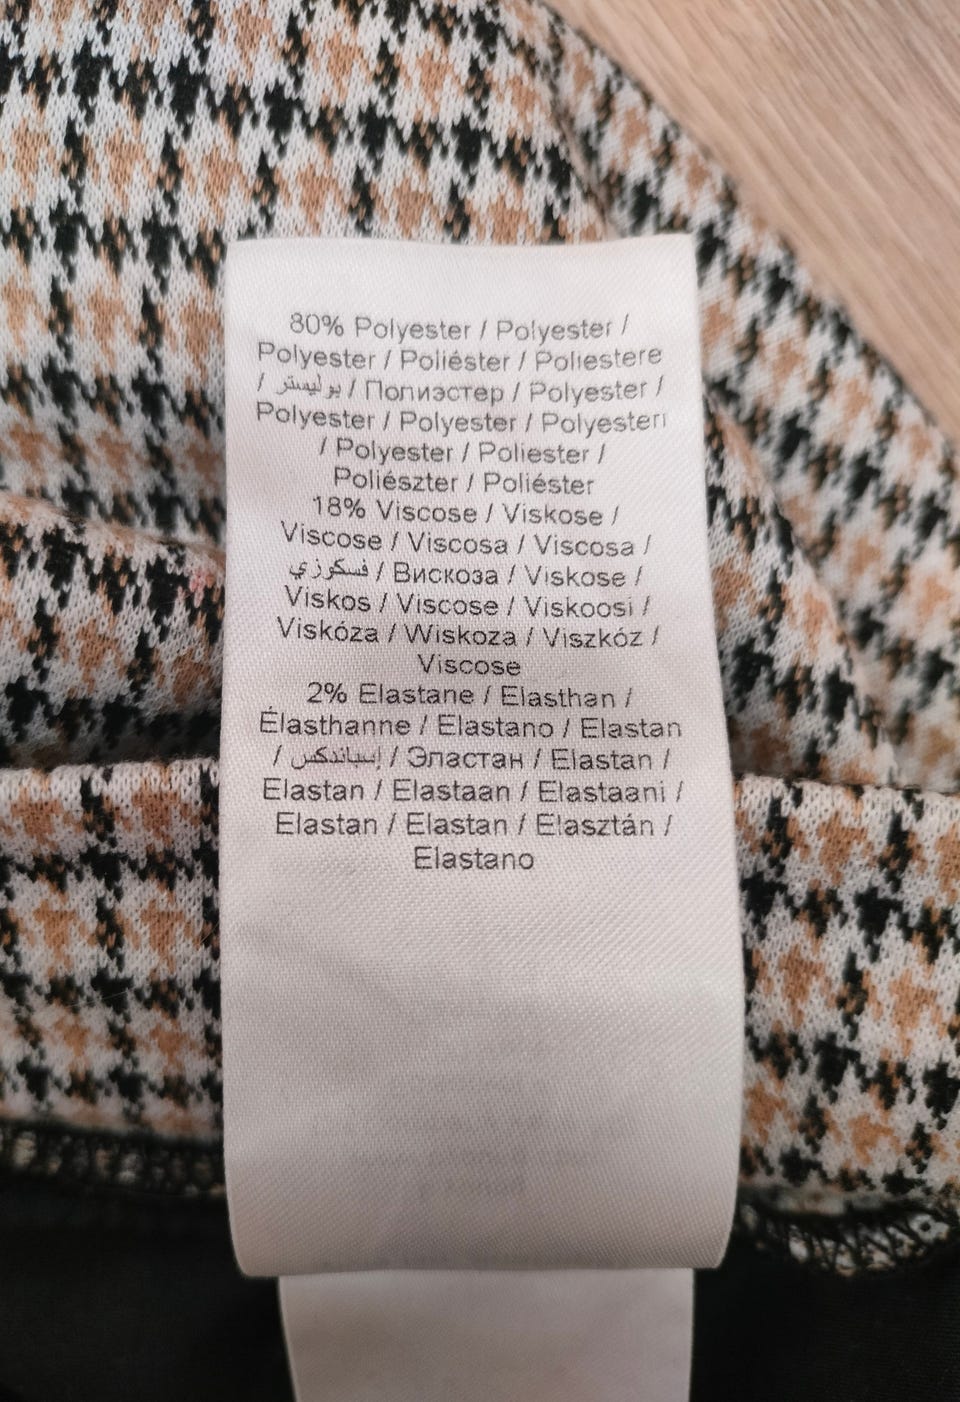 80% Polyester / Polyester /
Polyester / Poliéster / Poliestere
/ بوليستر / Полиэстер / Polyester /
Polyester / Polyester / Polyesteri
/ Polyester / Poliester /
Poliészter / Poliéster
18% Viscose / Viskose /
Viscose / Viscosa / Viscosa /
فسكوزي / Вискоза / Viskose /
Viskos / Viscose / Viskoosi /
Viskóza / Wiskoza / Viszkóz /
Viscose
2% Elastane / Elasthan /
Élasthanne / Elastano / Elastan
/ إسباندكس / Эластан / Elastan /
Elastan / Elastaan / Elastaani /
Elastan / Elastan / Elasztán /
Elastano